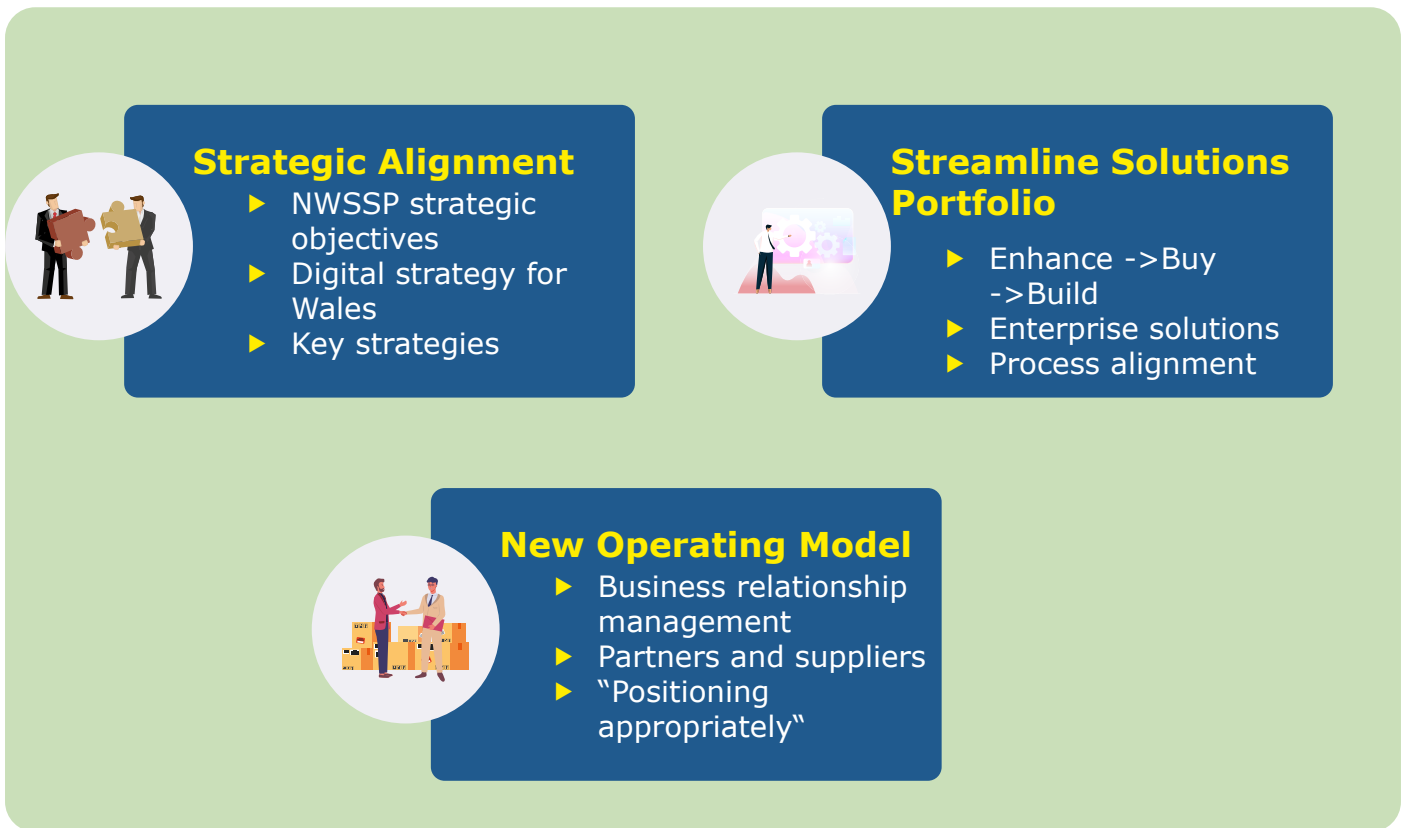 Strategic Alignment
▶ NWSSP strategic
objectives
▶ Digital strategy for
Wales
▶ Key strategies
Streamline Solutions
Portfolio
▶ Enhance ->Buy
->Build
▶ Enterprise solutions
▶ Process alignment
New Operating Model
▶ Business relationship
management
▶ Partners and suppliers
▶ “Positioning
appropriately“